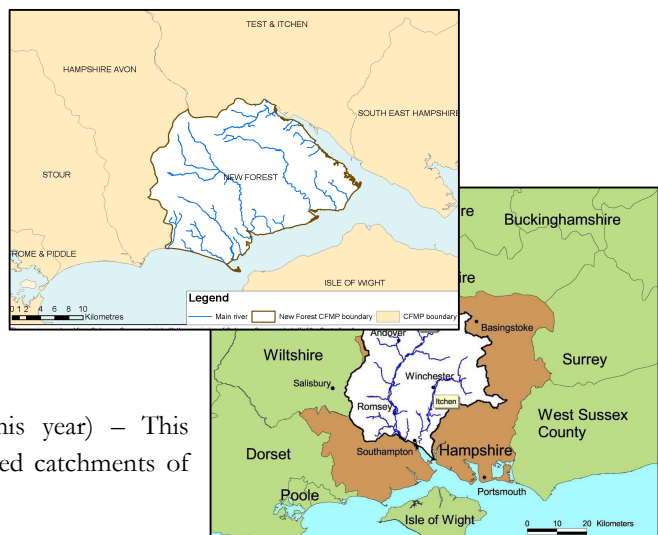 TEST & ITCHEN
HAMPSHIRE AVON
SOUTH EAST HAMPSHIRE
STOUR
NEW FOREST
ROME & PIDDLE
ISLE OF WIGHT
Legend
0 1 2 4 6 8 10
Kilometres
Main river
New Forest CFMP boundary
CFMP boundary
re
Buckinghamshire
ire
Basingstoke
Andover
Wiltshire
Surrey
Winchester
Salisbury
Itchen
Romsey
West Sussex
County
his year) – This
Southampton
Hampshire
Dorset
ed catchments of
Portsmouth
Poole
Isle of Wight
0 10 20 Kilometers